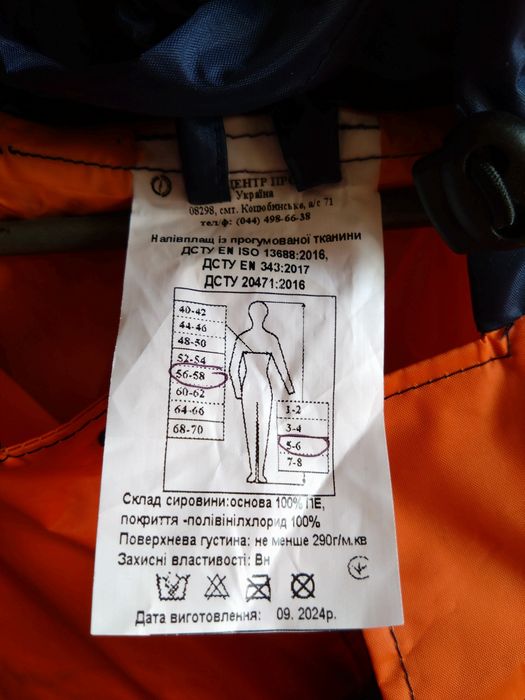 ЦЕНТР
Україна
08298, смт. Коцюбинське, а/с 71
тел/ф: (044) 498-66-38
Напівплащ із прогумованої тканини
ДСТУ EN ISO 13688:2016,
ДСТУ EN 343:2017
ДСТУ 20471:2016
40-42
44-46
48-50
52-54
56-58
60-62
64-66
68-70
1-2
3-4
5-6
7-8
Склад сировини:основа 100% ПЕ,
покриття -полівінілхлорид 100%
Поверхнева густина: не менше 290г/м.кв
Захисні властивості: Вн
Дата виготовлення: 09. 2024р.